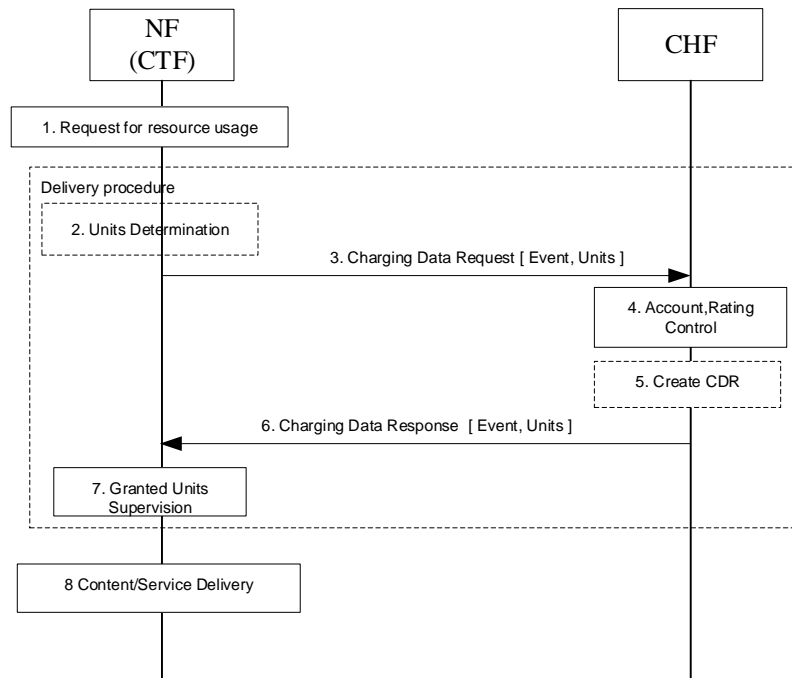 NF
(CTF)
CHF
1. Request for resource usage
Delivery procedure
2. Units Determination
3. Charging Data Request [ Event, Units ]
4. Account,Rating
Control
5. Create CDR
6. Charging Data Response [ Event, Units ]
7. Granted Units
Supervision
8 Content/Service Delivery